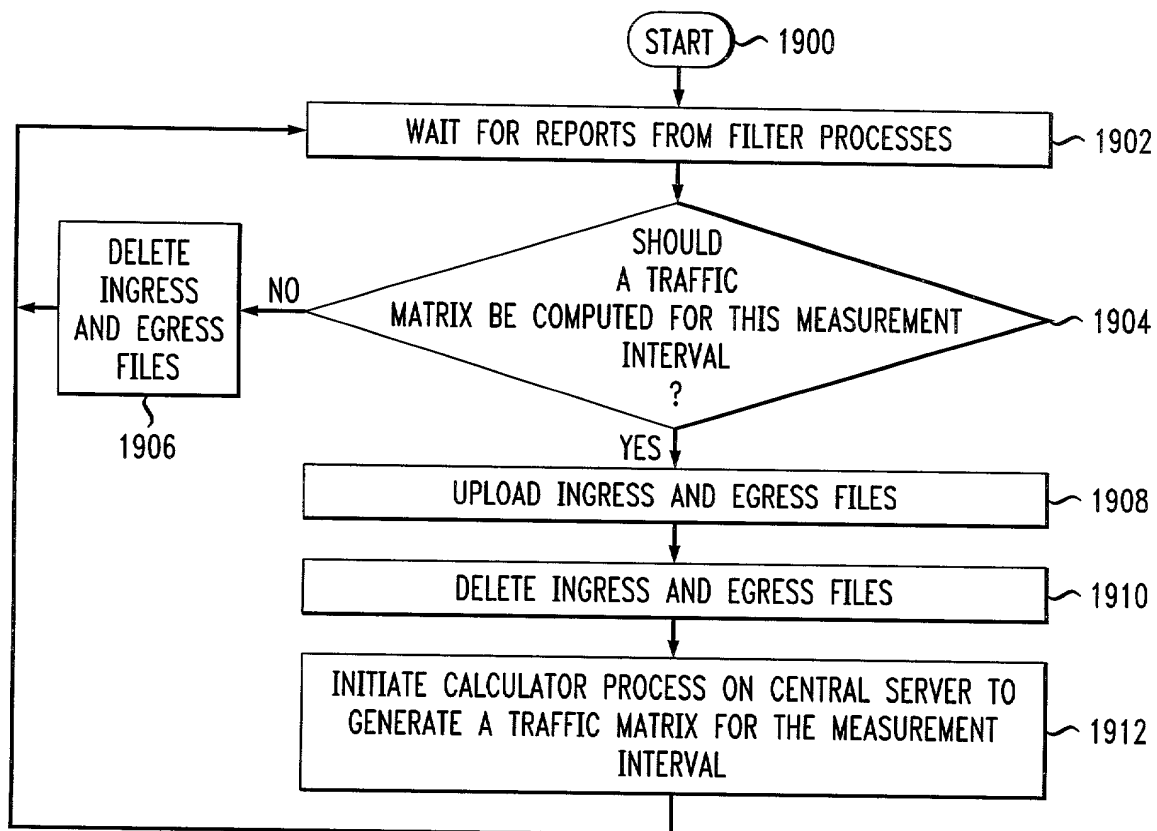 START
1900
WAIT FOR REPORTS FROM FILTER PROCESSES
1902
SHOULD
A TRAFFIC
MATRIX BE COMPUTED FOR THIS MEASUREMENT
INTERVAL
?
1904
NO
DELETE
INGRESS
AND EGRESS
FILES
1906
YES
UPLOAD INGRESS AND EGRESS FILES
1908
DELETE INGRESS AND EGRESS FILES
1910
INITIATE CALCULATOR PROCESS ON CENTRAL SERVER TO
GENERATE A TRAFFIC MATRIX FOR THE MEASUREMENT
INTERVAL
1912